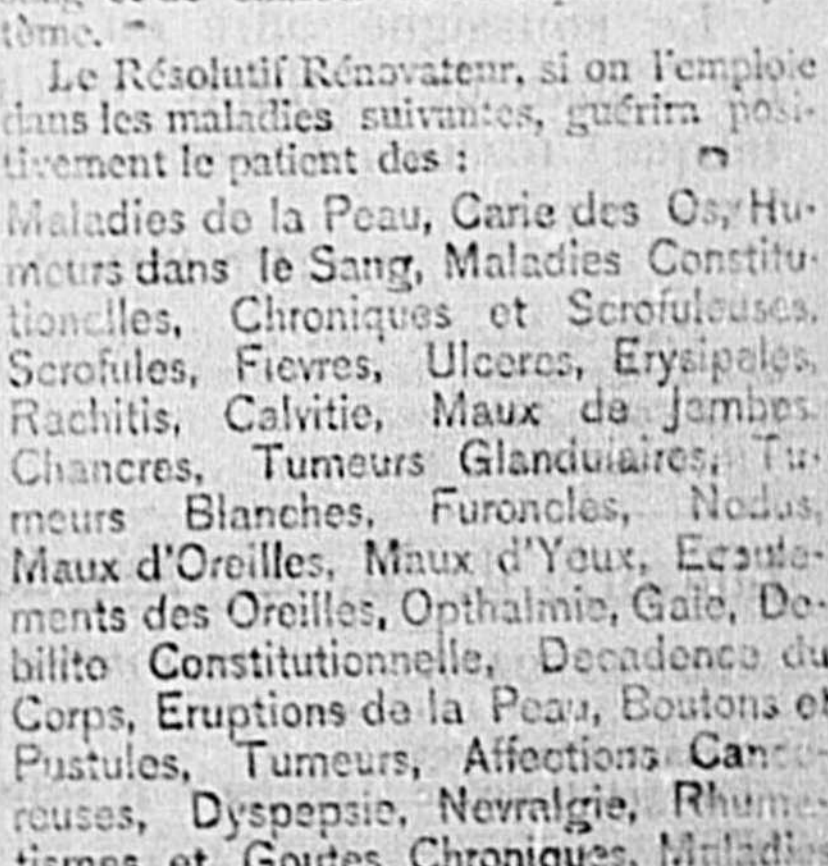 tôme.
Le Résolutif Rénovateur, si on l'emploie
dans les maladies suivantes, guérira posi-
tivement le patient des :
Maladies de la Peau, Carie des Os, Hu-
meurs dans le Sang, Maladies Constitu-
tionelles, Chroniques et Scrofuleuses.
Scrofules, Fievres, Ulceres, Erysipeles,
Rachitis, Calvitie, Maux de Jambes.
Chancres, Tumeurs Glandulaires, Tu-
meurs Blanches, Furoncles, Nodus,
Maux d'Oreilles, Maux d'Yeux, Ecoule-
ments des Oreilles, Opthalmie, Gale, De-
bilite Constitutionnelle, Decadence du
Corps, Eruptions de la Peau, Boutons et
Pustules, Tumeurs, Affections Cance-
reuses, Dyspepsie, Nevralgie, Rhuma-
tismes et Goutes Chroniques, Maladies